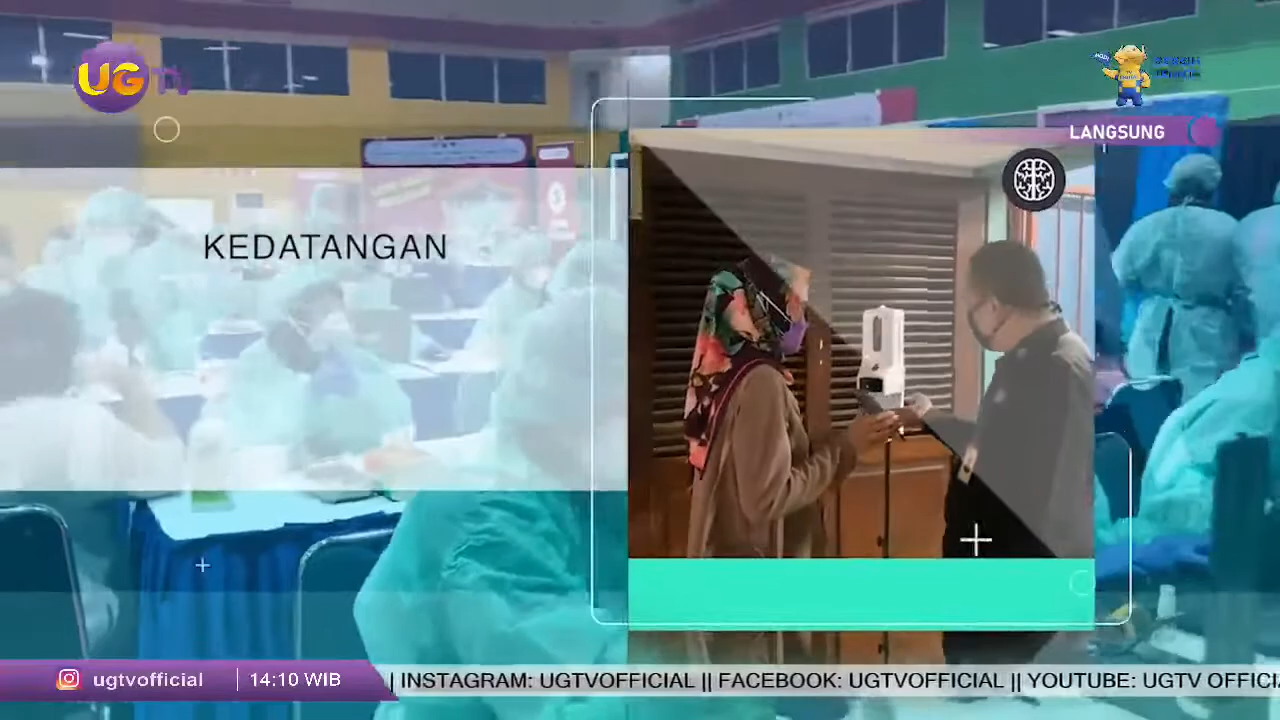 UGTV
LANGSUNG
KEDATANGAN
ugtvofficial
14:10 WIB
| INSTAGRAM: UGTVOFFICIAL || FACEBOOK: UGTVOFFICIAL || YOUTUBE: UGTV OFFICI